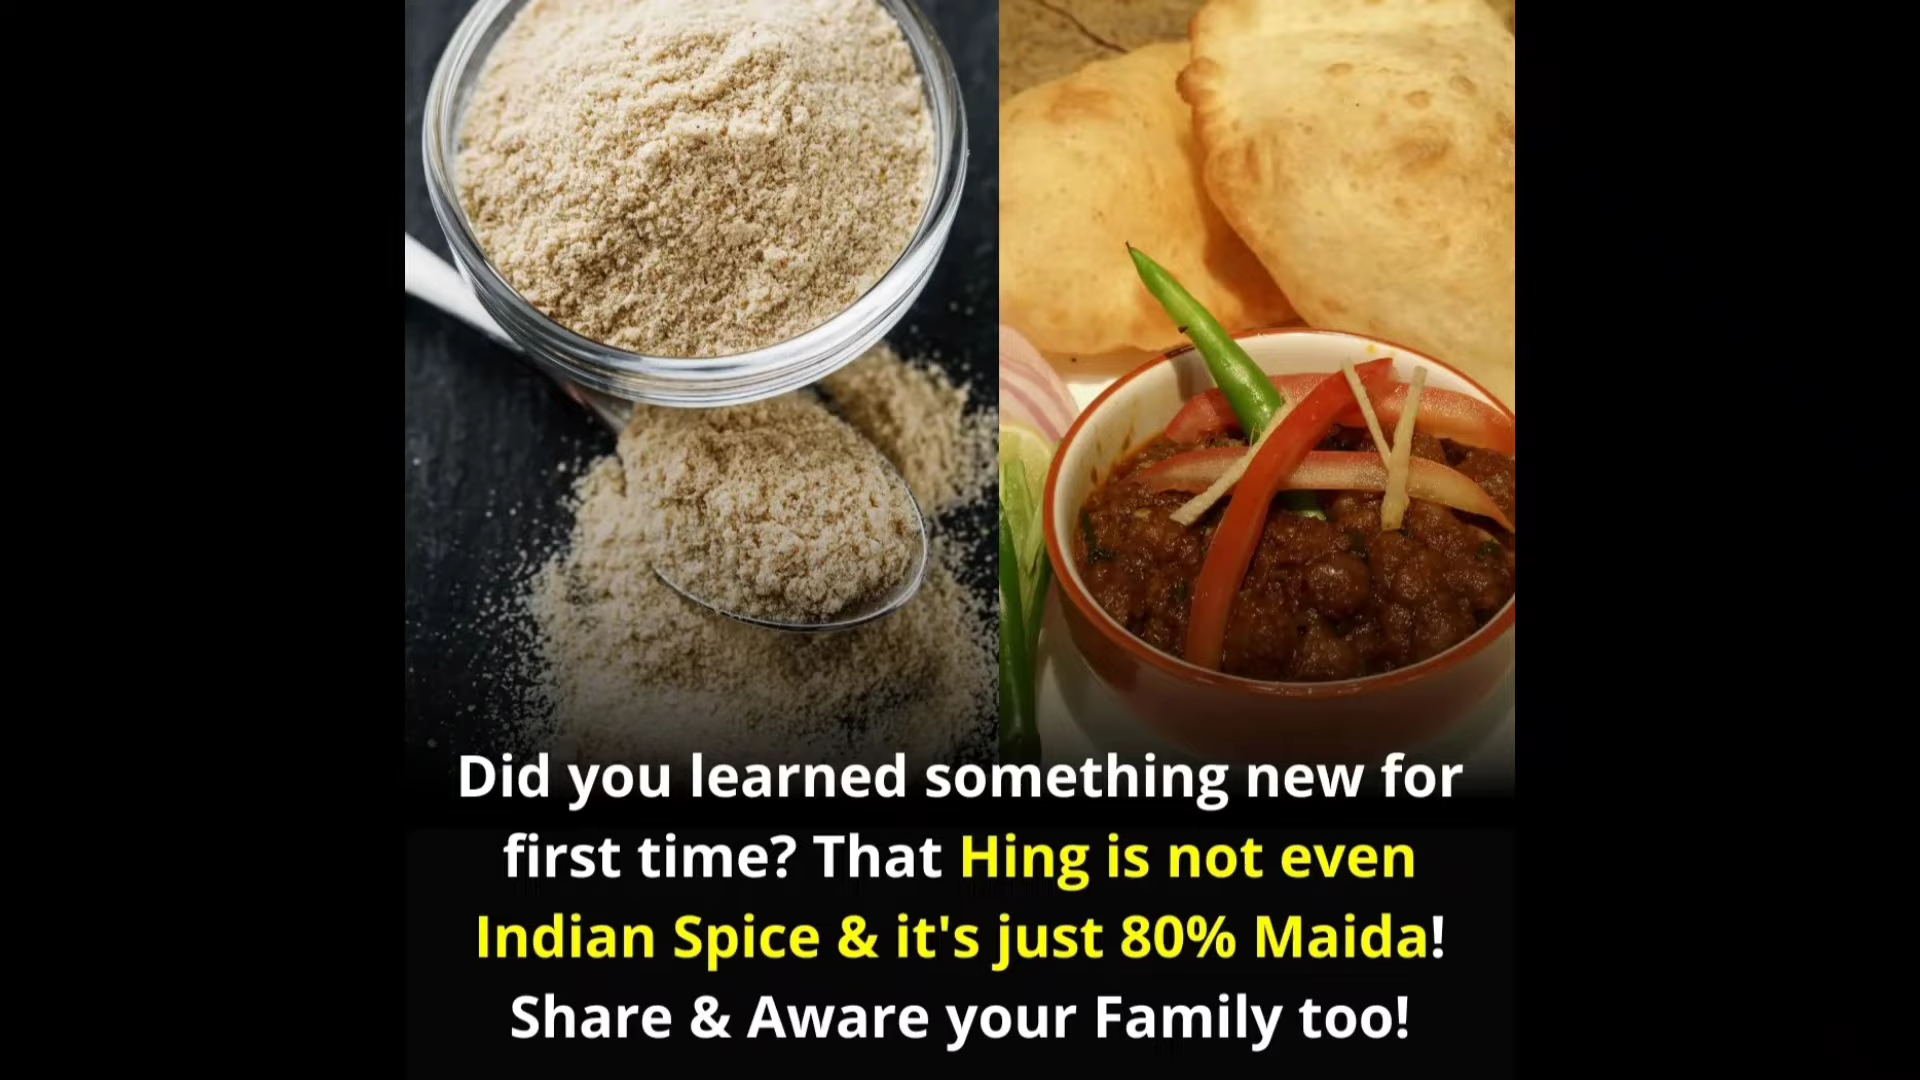 Did you learned something new for
first time? That Hing is not even
Indian Spice & it's just 80% Maida!
Share & Aware your Family too!